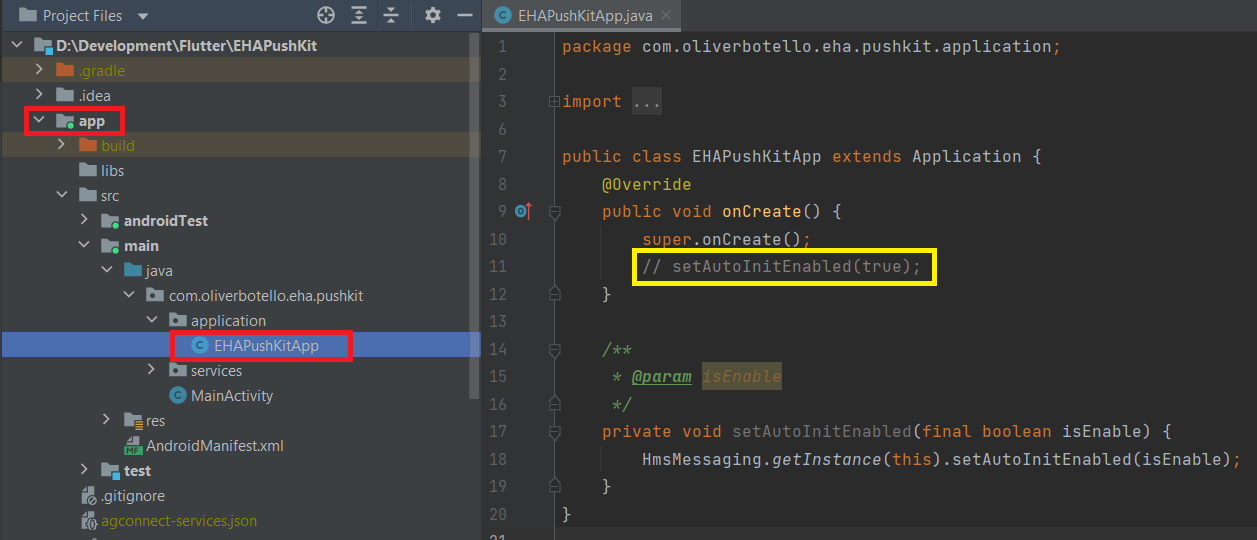 Project Files
D:\Development\Flutter\EHAPushKit
.gradle
.idea
app
build
libs
src
androidTest
main
java
com.oliverbotello.eha.pushkit
application
EHAPushKitApp
services
MainActivity
res
AndroidManifest.xml
test
.gitignore
agconnect-services.json
EHAPushKitApp.java
1 package com.oliverbotello.eha.pushkit.application;
2
3 import ...
6
7 public class EHAPushKitApp extends Application {
8 @Override
9 public void onCreate() {
10 super.onCreate();
11 // setAutoInitEnabled(true);
12 }
13
14 /**
15 * @param isEnable
16 */
17 private void setAutoInitEnabled(final boolean isEnable) {
18 HmsMessaging.getInstance(this).setAutoInitEnabled(isEnable);
19 }
20 }
21